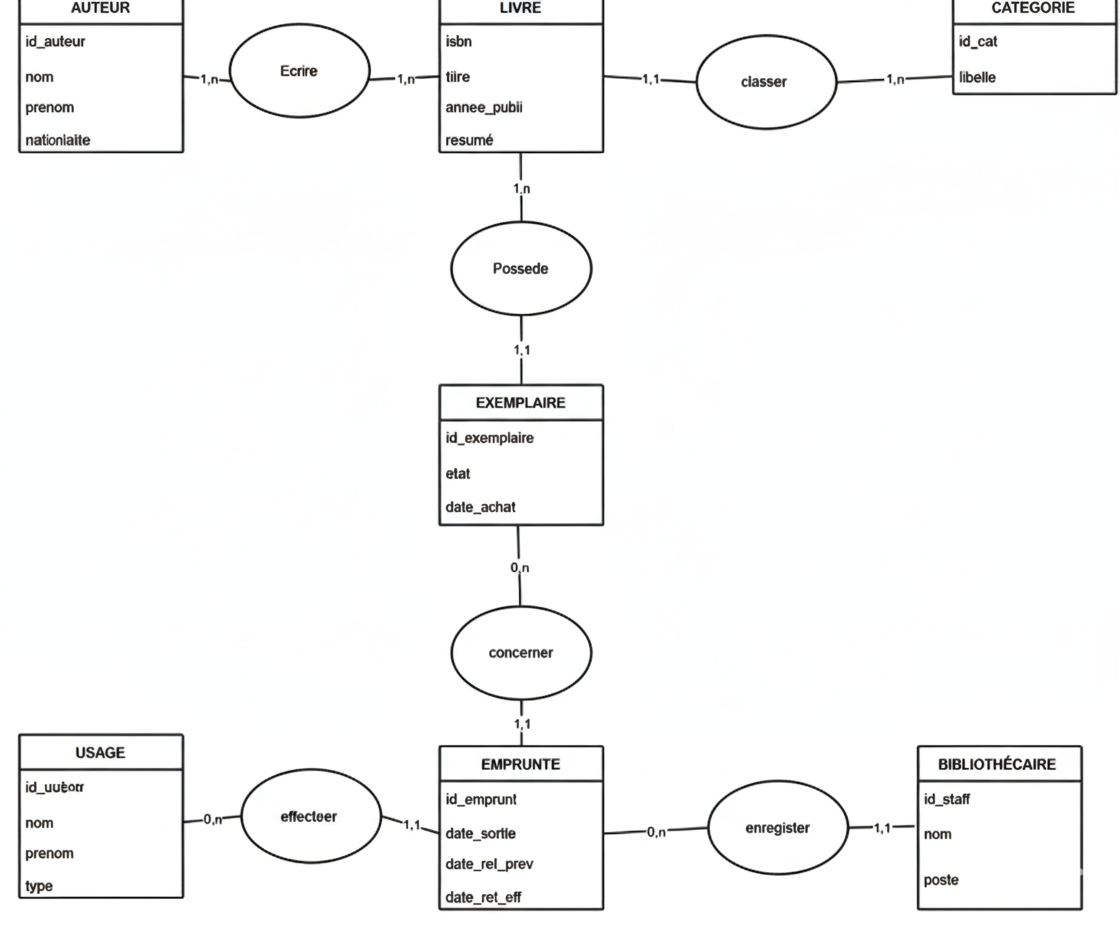 AUTEUR
id_auteur
nom
prenom
nationlaite
1,n
Ecrire
1,n
LIVRE
isbn
tiire
annee_publi
resumé
1,1
classer
1,n
CATEGORIE
id_cat
libelle
1,n
Possede
1,1
EXEMPLAIRE
id_exemplaire
etat
date_achat
0,n
concerner
1,1
USAGE
nom
prenom
type
0,n
1,1
EMPRUNTE
id_emprunt
date_sortie
date_rel_prev
date_ret_eff
0,n
enregister
1,1
BIBLIOTHÉCAIRE
id_staff
nom
poste